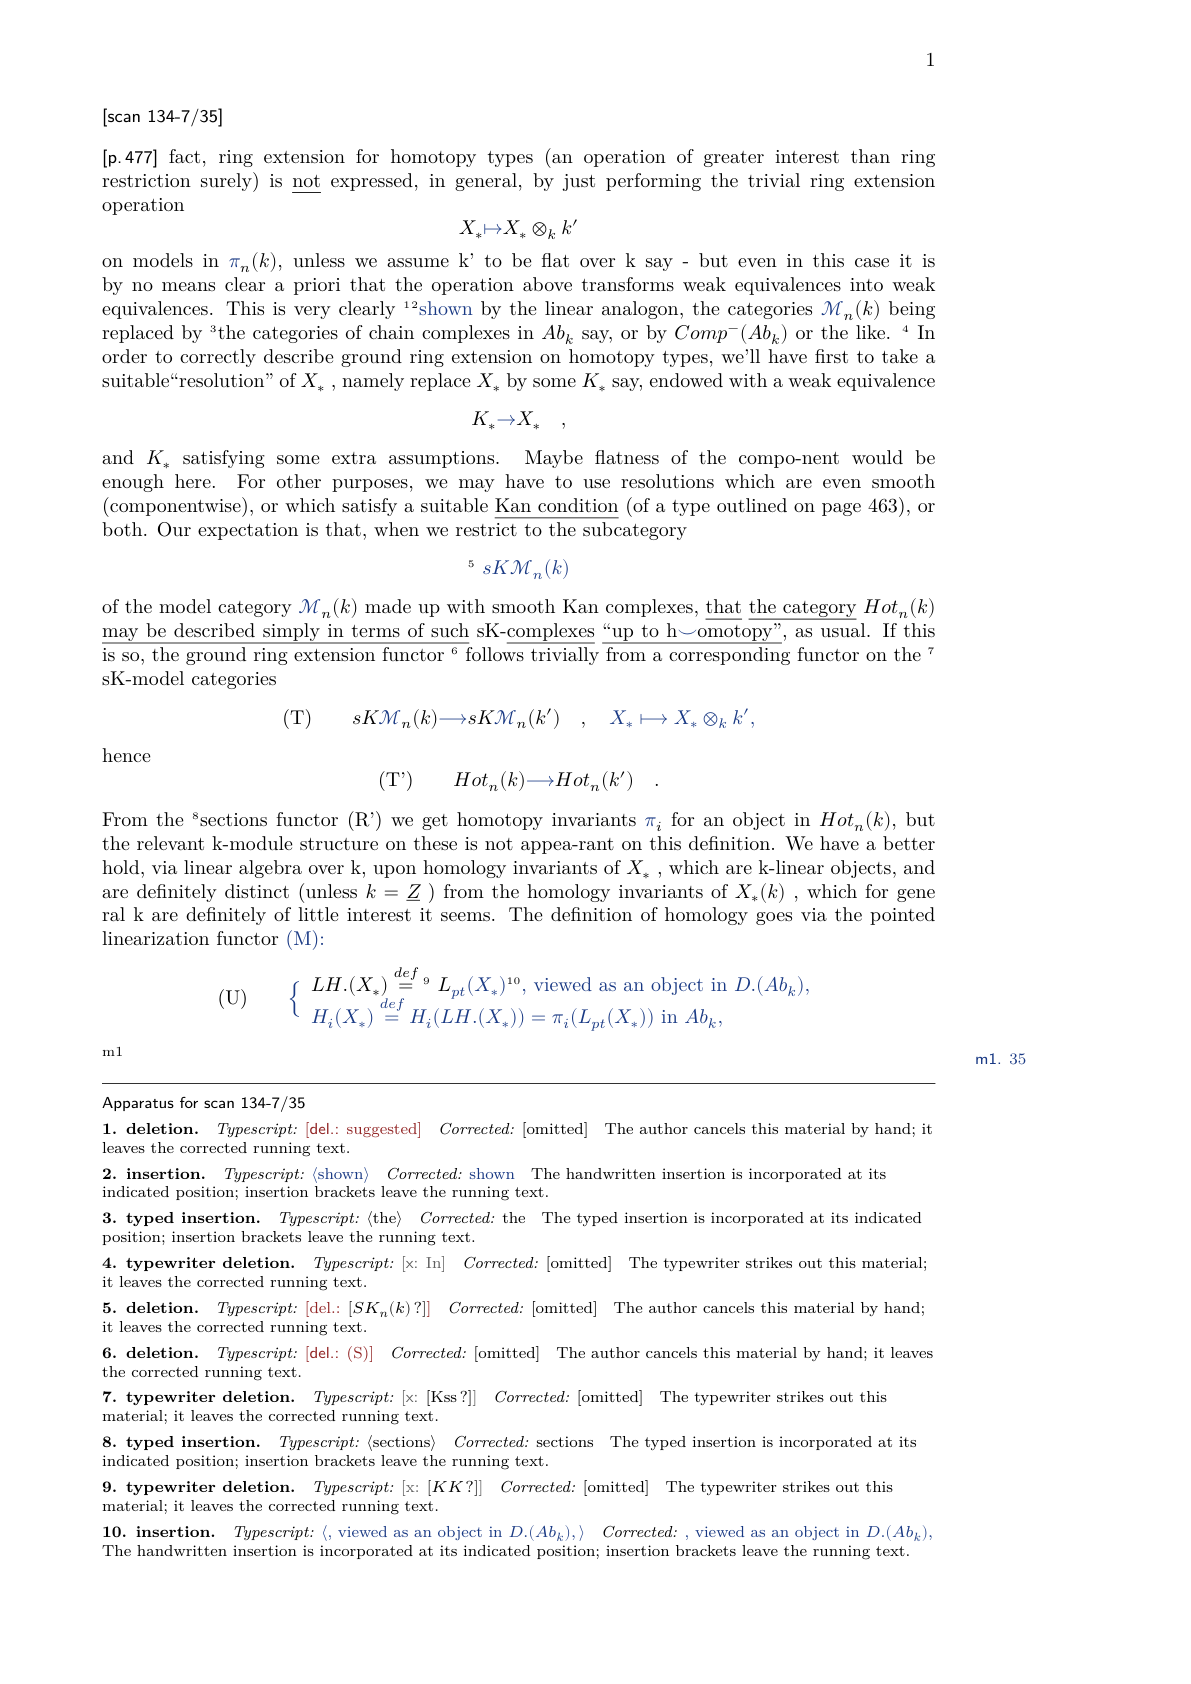 1
[scan 134-7/35]
[p. 477] fact, ring extension for homotopy types (an operation of greater interest than ring
restriction surely) is not expressed, in general, by just performing the trivial ring extension
operation
X_*↦X_* ⊗_k k′
on models in π_n(k), unless we assume k’ to be flat over k say - but even in this case it is
by no means clear a priori that the operation above transforms weak equivalences into weak
equivalences. This is very clearly ¹²shown by the linear analogon, the categories ℳ_n(k) being
replaced by ³the categories of chain complexes in Ab_k say, or by Comp⁻(Ab_k) or the like. ⁴ In
order to correctly describe ground ring extension on homotopy types, we’ll have first to take a
suitable“resolution” of X_* , namely replace X_* by some K_* say, endowed with a weak equivalence
K_*→X_* ,
and K_* satisfying some extra assumptions. Maybe flatness of the compo-nent would be
enough here. For other purposes, we may have to use resolutions which are even smooth
(componentwise), or which satisfy a suitable Kan condition (of a type outlined on page 463), or
both. Our expectation is that, when we restrict to the subcategory
⁵ sKℳ_n(k)
of the model category ℳ_n(k) made up with smooth Kan complexes, that the category Hot_n(k)
may be described simply in terms of such sK-complexes “up to h‿omotopy”, as usual. If this
is so, the ground ring extension functor ⁶ follows trivially from a corresponding functor on the ⁷
sK-model categories
(T) sKℳ_n(k)⟶sKℳ_n(k′) , X_* ⟼ X_* ⊗_k k′,
hence
(T’) Hot_n(k)⟶Hot_n(k′) .
From the ⁸sections functor (R’) we get homotopy invariants π_i for an object in Hot_n(k), but
the relevant k-module structure on these is not appea-rant on this definition. We have a better
hold, via linear algebra over k, upon homology invariants of X_* , which are k-linear objects, and
are definitely distinct (unless k = Z ) from the homology invariants of X_*(k) , which for gene
ral k are definitely of little interest it seems. The definition of homology goes via the pointed
linearization functor (M):
(U) { LH.(X_*) def= ⁹ L_pt(X_*)¹⁰, viewed as an object in D.(Ab_k),
H_i(X_*) def= H_i(LH.(X_*)) = π_i(L_pt(X_*)) in Ab_k,
m1
m1. 35
Apparatus for scan 134-7/35
1. deletion. Typescript: [del.: suggested] Corrected: [omitted] The author cancels this material by hand; it
leaves the corrected running text.
2. insertion. Typescript: ⟨shown⟩ Corrected: shown The handwritten insertion is incorporated at its
indicated position; insertion brackets leave the running text.
3. typed insertion. Typescript: ⟨the⟩ Corrected: the The typed insertion is incorporated at its indicated
position; insertion brackets leave the running text.
4. typewriter deletion. Typescript: [x: In] Corrected: [omitted] The typewriter strikes out this material;
it leaves the corrected running text.
5. deletion. Typescript: [del.: [SK_n(k) ?]] Corrected: [omitted] The author cancels this material by hand;
it leaves the corrected running text.
6. deletion. Typescript: [del.: (S)] Corrected: [omitted] The author cancels this material by hand; it leaves
the corrected running text.
7. typewriter deletion. Typescript: [x: [Kss ?]] Corrected: [omitted] The typewriter strikes out this
material; it leaves the corrected running text.
8. typed insertion. Typescript: ⟨sections⟩ Corrected: sections The typed insertion is incorporated at its
indicated position; insertion brackets leave the running text.
9. typewriter deletion. Typescript: [x: [KK ?]] Corrected: [omitted] The typewriter strikes out this
material; it leaves the corrected running text.
10. insertion. Typescript: ⟨, viewed as an object in D.(Ab_k),⟩ Corrected: , viewed as an object in D.(Ab_k),
The handwritten insertion is incorporated at its indicated position; insertion brackets leave the running text.